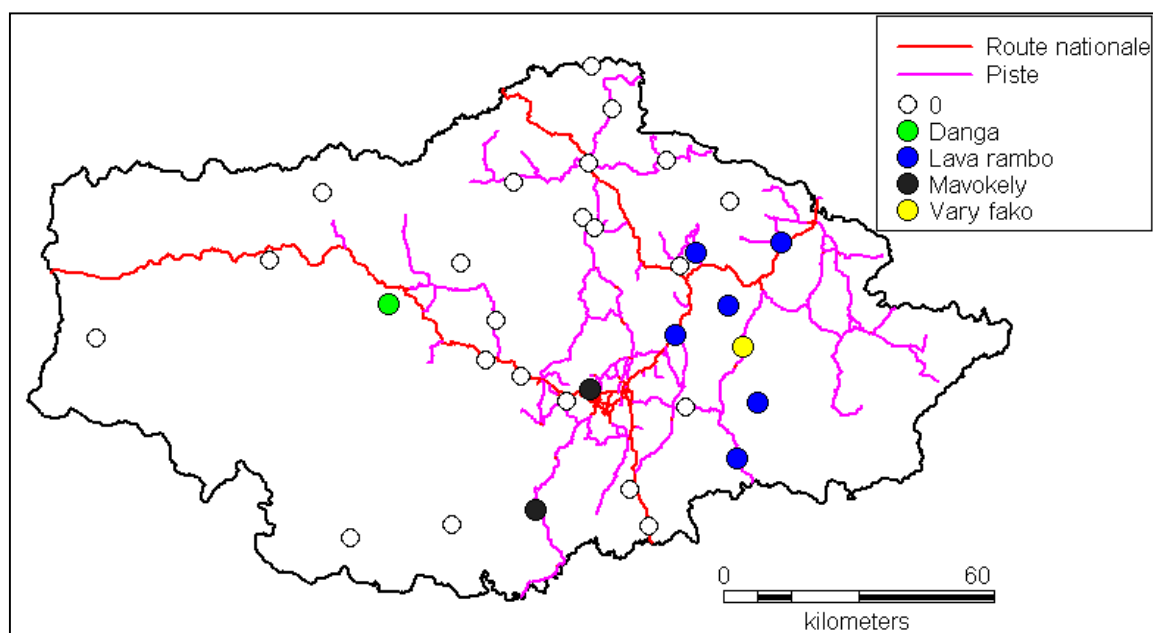 Route nationale
Piste
0
Danga
Lava rambo
Mavokely
Vary fako
0 60
kilometers